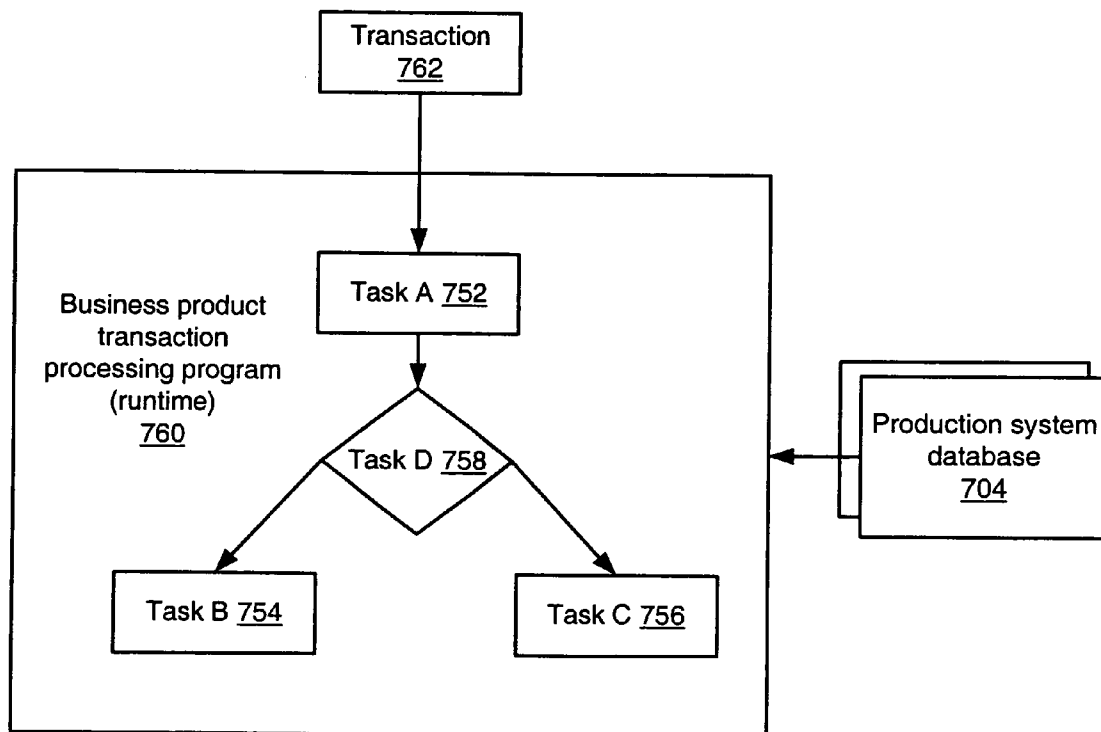 Transaction
762
Task A 752
Business product
transaction
processing program
(runtime)
760
Task D 758
Production system
database
704
Task B 754
Task C 756